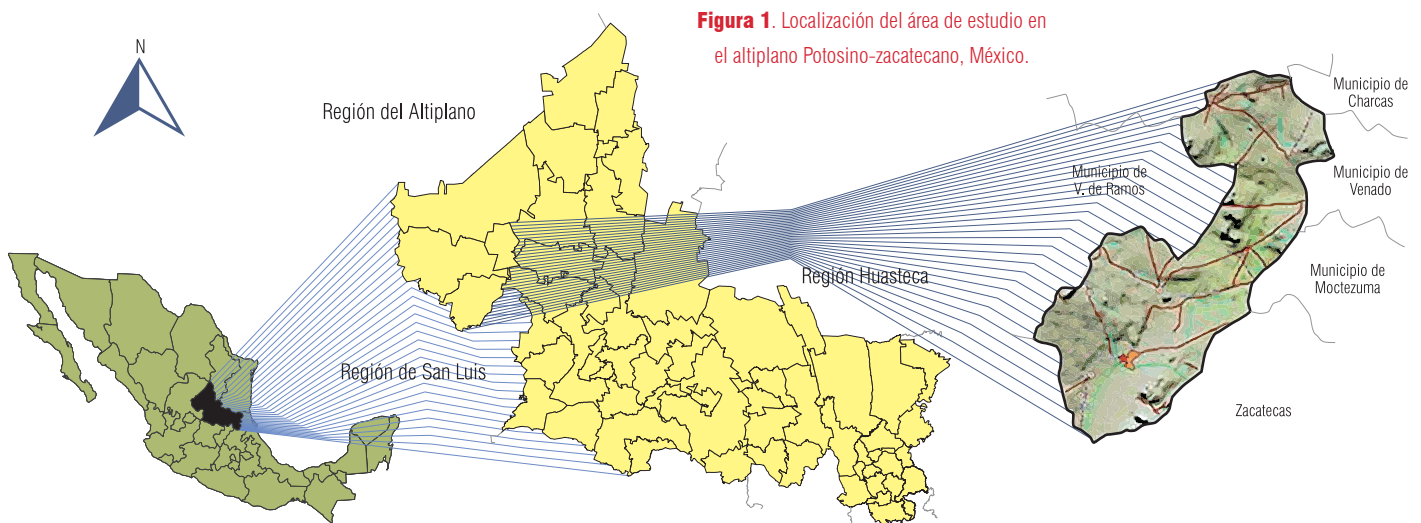 Figura 1. Localización del área de estudio en
el altiplano Potosino-zacatecano, México.
N
Región del Altiplano
Municipio de
Charcas
Municipio de
V. de Ramos
Municipio de
Venado
Región Huasteca
Municipio de
Moctezuma
Región de San Luis
Zacatecas